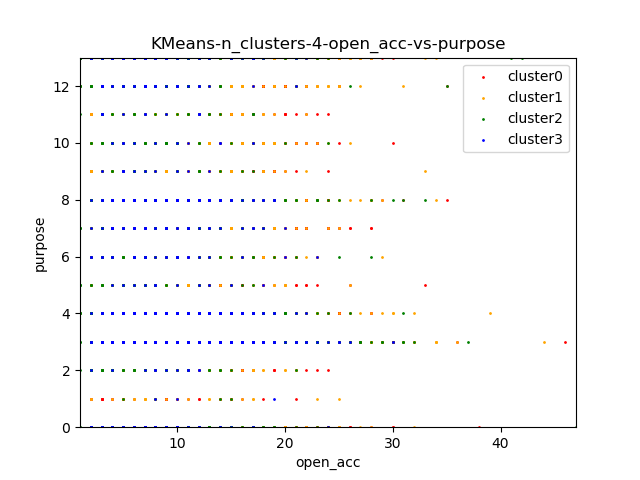 KMeans-n_clusters-4-open_acc-vs-purpose
cluster0
cluster1
cluster2
cluster3
12
10
8
6
4
2
0
purpose
10 20 30 40
open_acc